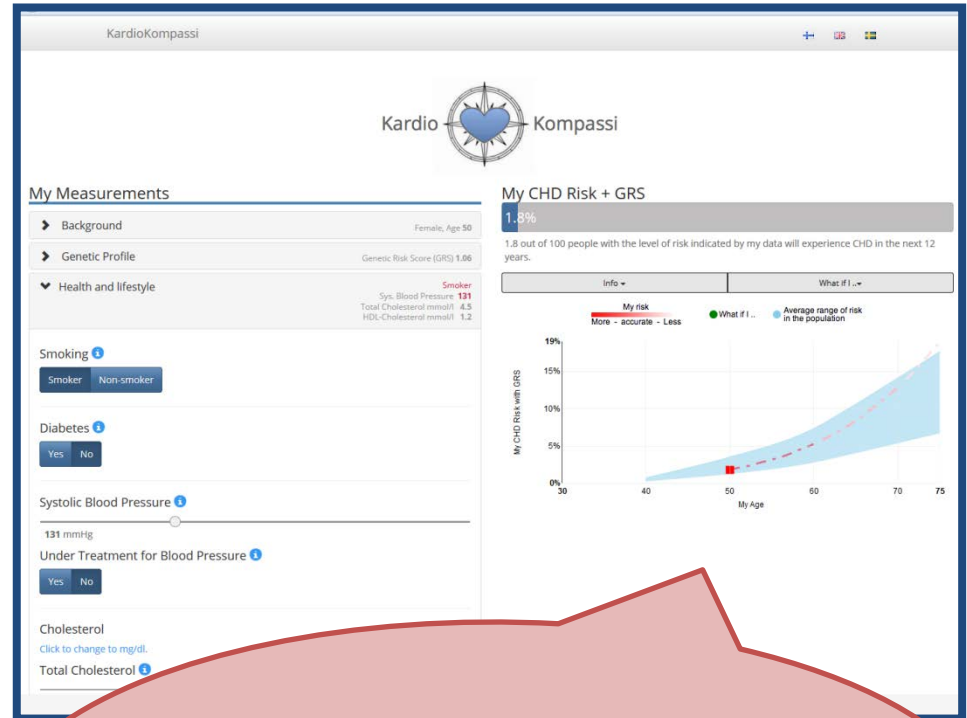 KardioKompassi
Kardio Kompassi
My Measurements
Background
Female, Age 50
Genetic Profile
Genetic Risk Score (GRS) 1.06
Health and lifestyle
Smoker
Sys. Blood Pressure 131
Total Cholesterol mmol/l 4.5
HDL-Cholesterol mmol/l 1.2
Smoking
Smoker Non-smoker
Diabetes
Yes No
Systolic Blood Pressure
131 mmHg
Under Treatment for Blood Pressure
Yes No
Cholesterol
Click to change to mg/dl.
Total Cholesterol
My CHD Risk + GRS
1.8%
1.8 out of 100 people with the level of risk indicated by my data will experience CHD in the next 12
years.
Info
What if I ..
My risk
More - accurate - Less
What if I ..
Average range of risk
in the population
19%
15%
10%
5%
0%
My CHD Risk with GRS
30 40 50 60 70 75
My Age